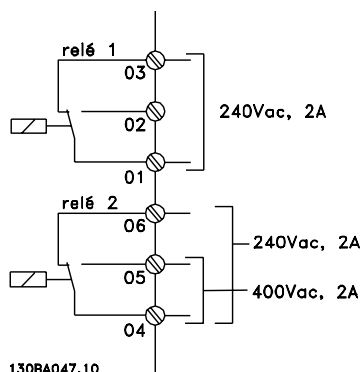 relé 1
03
02
240Vac, 2A
01
relé 2
06
240Vac, 2A
05
400Vac, 2A
04
130BA047.10